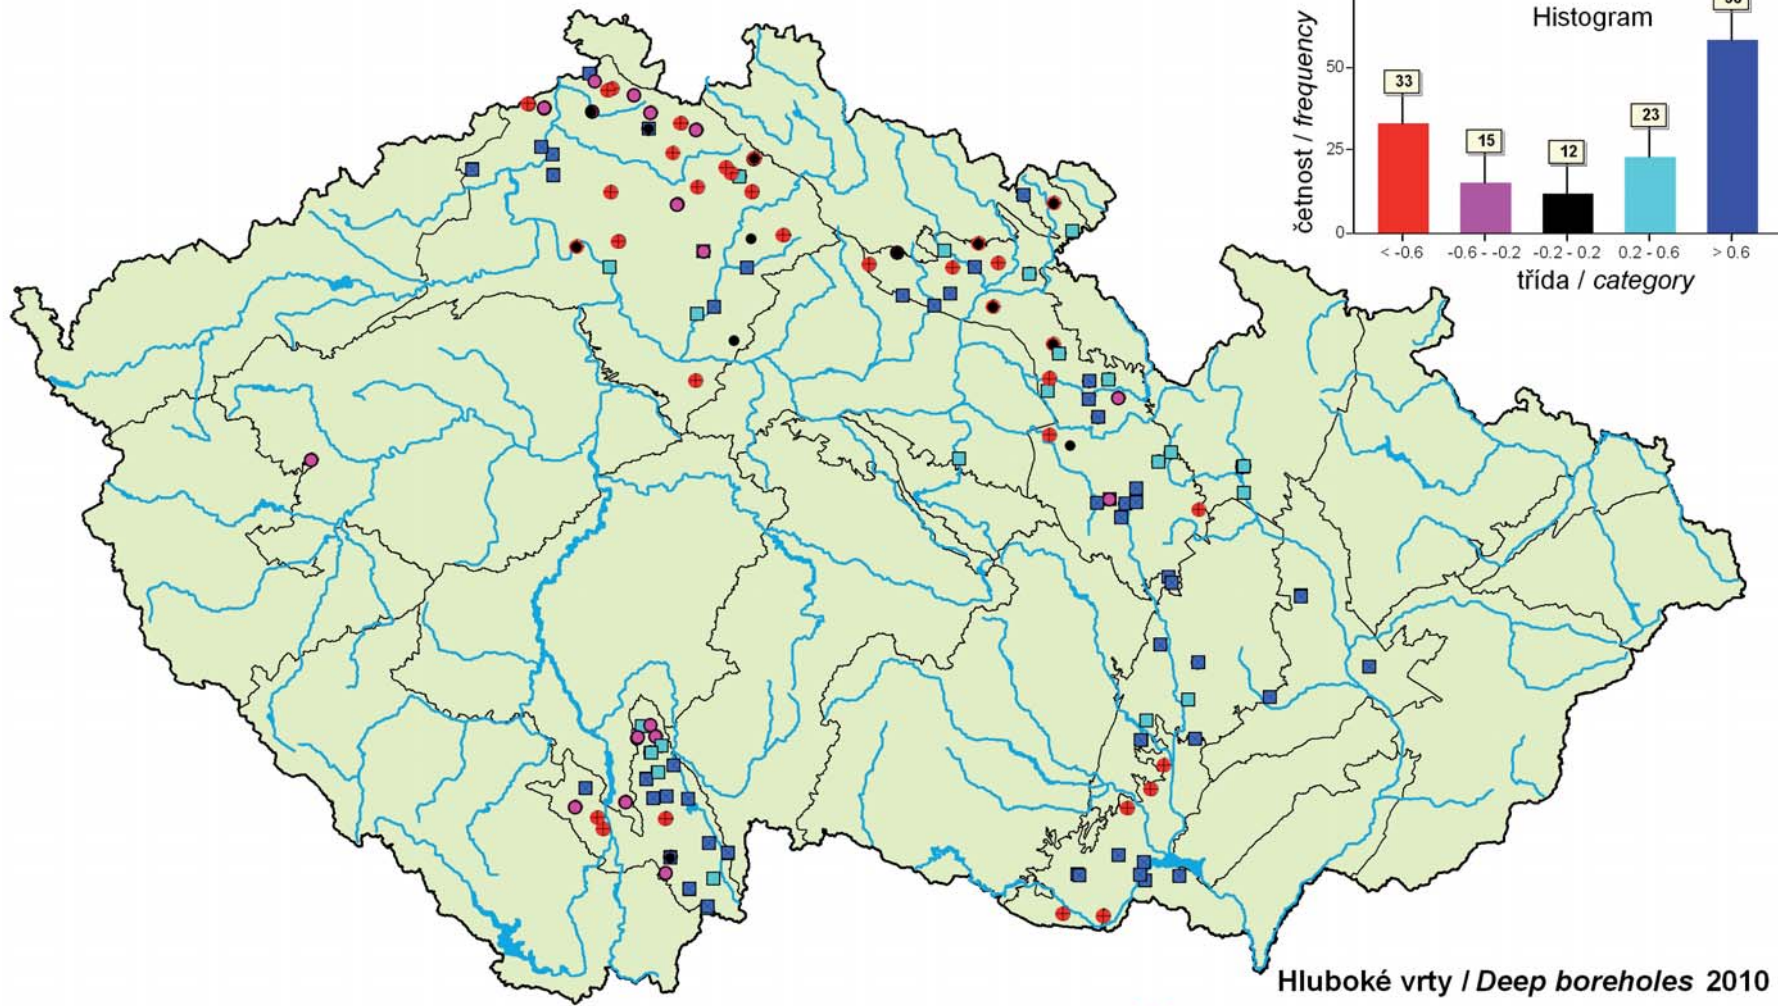 Histogram
četnost / frequency
50
25
0
33
15
12
23
< -0.6
-0.6 - -0.2
-0.2 - 0.2
0.2 - 0.6
> 0.6
třída / category
Hluboké vrty / Deep boreholes 2010